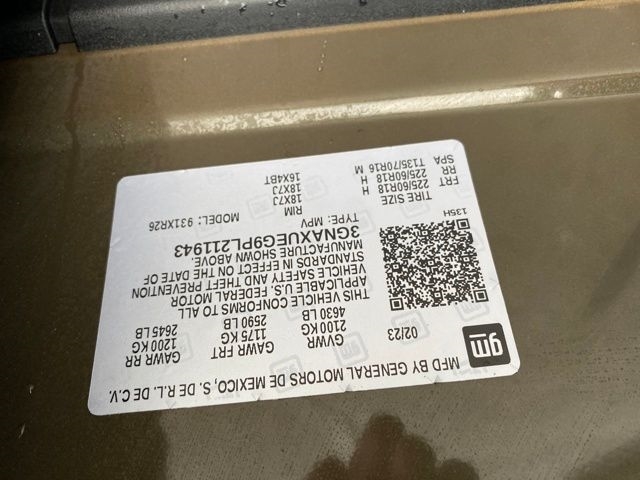 gm MFD BY GENERAL MOTORS DE MEXICO, S. DE R.L. DE C.V.
02/23 GVWR GAWR FRT GAWR RR
2100 KG 1175 KG 1200 KG
4630 LB 2590 LB 2645 LB
THIS VEHICLE CONFORMS TO ALL
APPLICABLE U.S. FEDERAL MOTOR
VEHICLE SAFETY AND THEFT PREVENTION
STANDARDS IN EFFECT ON THE DATE OF
MANUFACTURE SHOWN ABOVE.
3GNAXUEG9PL211943
TYPE: MPV MODEL: 931XR26
135H TIRE SIZE RIM
FRT 225/60R18 H 18X7J
RR 225/60R18 H 18X7J
SPA T135/70R16 M 16X4BT